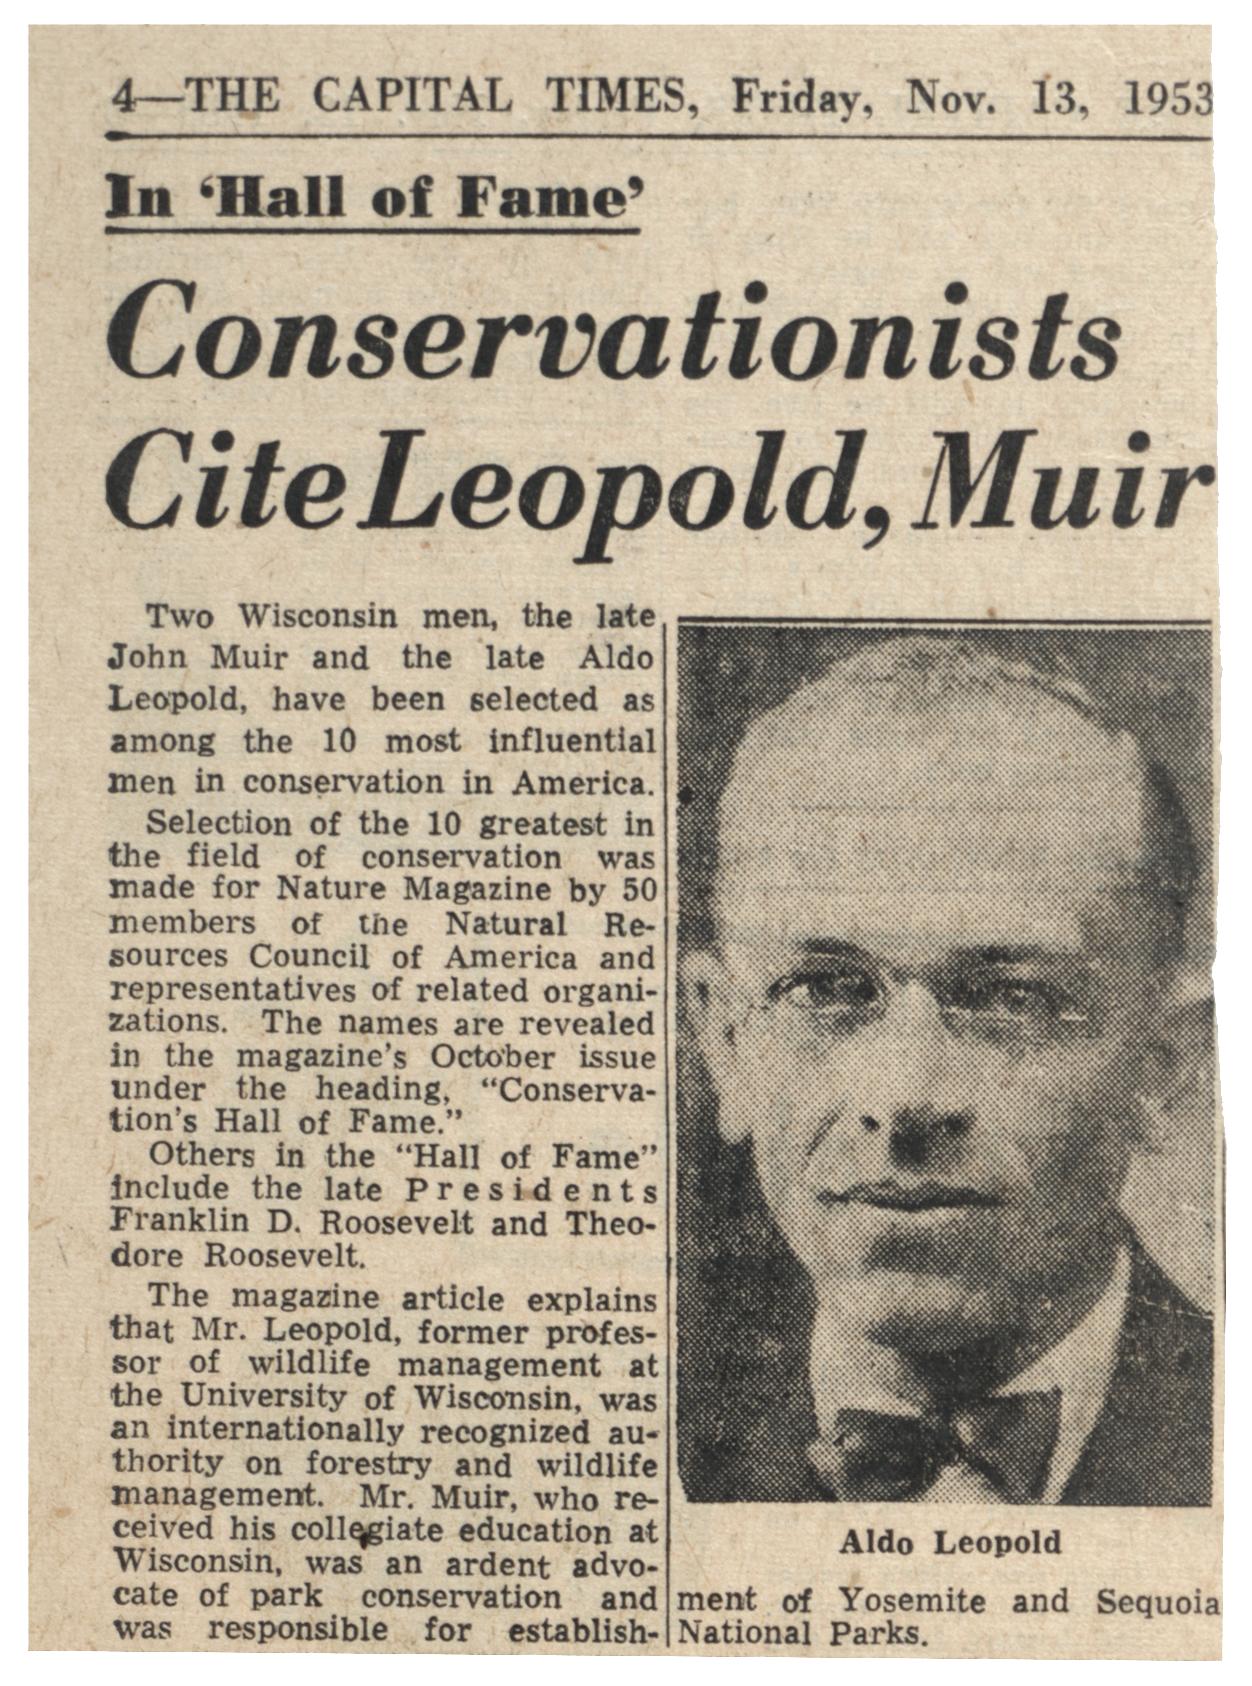 4—THE CAPITAL TIMES, Friday, Nov. 13, 1953
In ‘Hall of Fame’
Conservationists
Cite Leopold, Muir
Two Wisconsin men, the late
John Muir and the late Aldo
Leopold, have been selected as
among the 10 most influential
men in conservation in America.
Selection of the 10 greatest in
the field of conservation was
made for Nature Magazine by 50
members of the Natural Re-
sources Council of America and
representatives of related organi-
zations. The names are revealed
in the magazine's October issue
under the heading, “Conserva-
tion's Hall of Fame.”
Others in the “Hall of Fame”
include the late Presidents
Franklin D. Roosevelt and Theo-
dore Roosevelt.
The magazine article explains
that Mr. Leopold, former profes-
sor of wildlife management at
the University of Wisconsin, was
an internationally recognized au-
thority on forestry and wildlife
management. Mr. Muir, who re-
ceived his collegiate education at
Wisconsin, was an ardent advo-
cate of park conservation and
was responsible for establish-
Aldo Leopold
ment of Yosemite and Sequoia
National Parks.